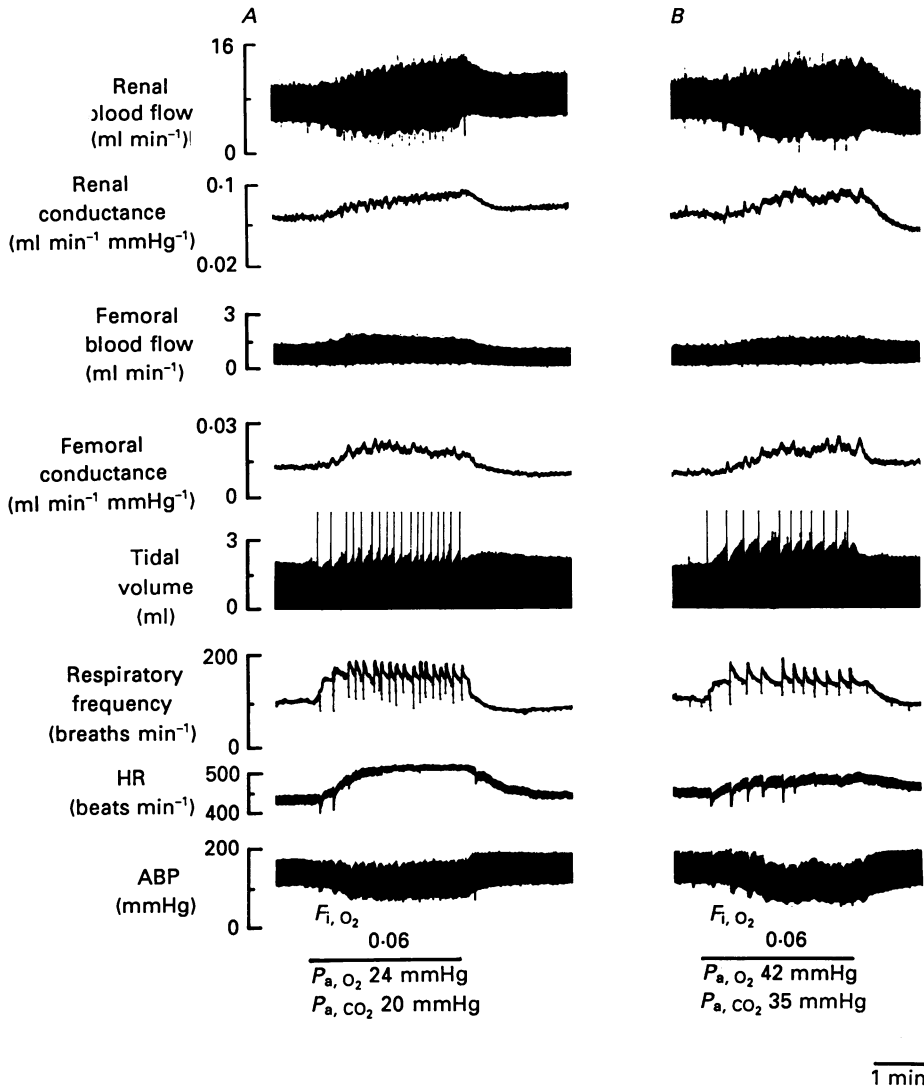 A
B
16
Renal
blood flow
(ml min⁻¹)
0
0·1
Renal
conductance
(ml min⁻¹ mmHg⁻¹)
0·02
3
Femoral
blood flow
(ml min⁻¹)
0
0·03
Femoral
conductance
(ml min⁻¹ mmHg⁻¹)
0
3
Tidal
volume
(ml)
0
200
Respiratory
frequency
(breaths min⁻¹)
0
HR
(beats min⁻¹)
500
400
200
ABP
(mmHg)
0
Fi, O₂
0·06
Pa, O₂ 24 mmHg
Pa, CO₂ 20 mmHg
Fi, O₂
0·06
Pa, O₂ 42 mmHg
Pa, CO₂ 35 mmHg
1 min